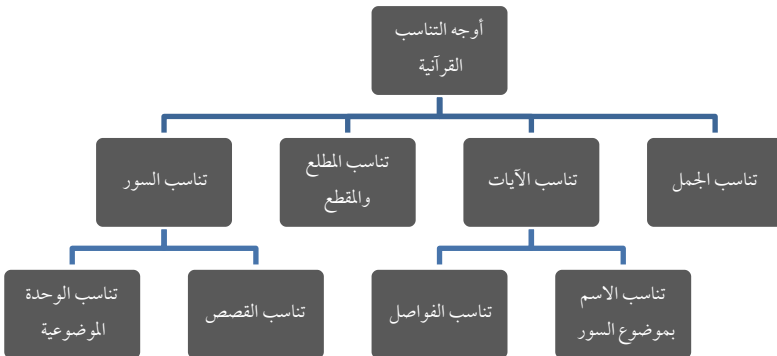 أوجه التناسب
القرآنية
تناسب الجمل
تناسب الآيات
تناسب المطلع
والمقطع
تناسب السور
تناسب الاسم
بموضوع السور
تناسب الفواصل
تناسب القصص
تناسب الوحدة
الموضوعية